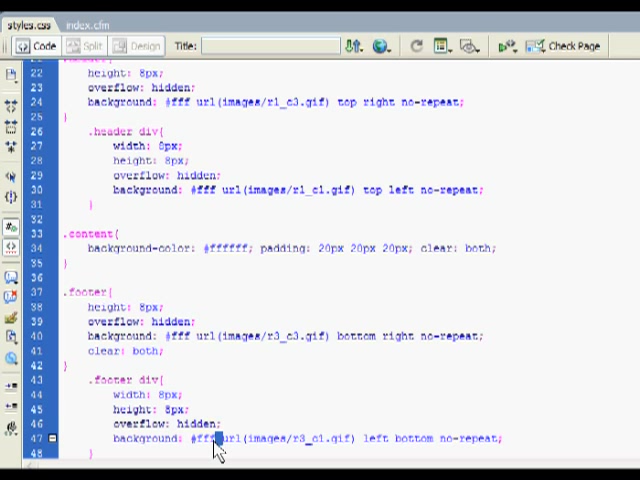 styles.css index.cfm
Code Split Design Title: Check Page
22 height: 8px;
23 overflow: hidden;
24 background: #fff url(images/r1_c3.gif) top right no-repeat;
25 }
26 .header div{
27 width: 8px;
28 height: 8px;
29 overflow: hidden;
30 background: #fff url(images/r1_c1.gif) top left no-repeat;
31 }
32
33 .content{
34 background-color: #ffffff; padding: 20px 20px 20px; clear: both;
35 }
36
37 .footer{
38 height: 8px;
39 overflow: hidden;
40 background: #fff url(images/r3_c3.gif) bottom right no-repeat;
41 clear: both;
42 }
43 .footer div{
44 width: 8px;
45 height: 8px;
46 overflow: hidden;
47 background: #fff url(images/r3_c1.gif) left bottom no-repeat;
48 }